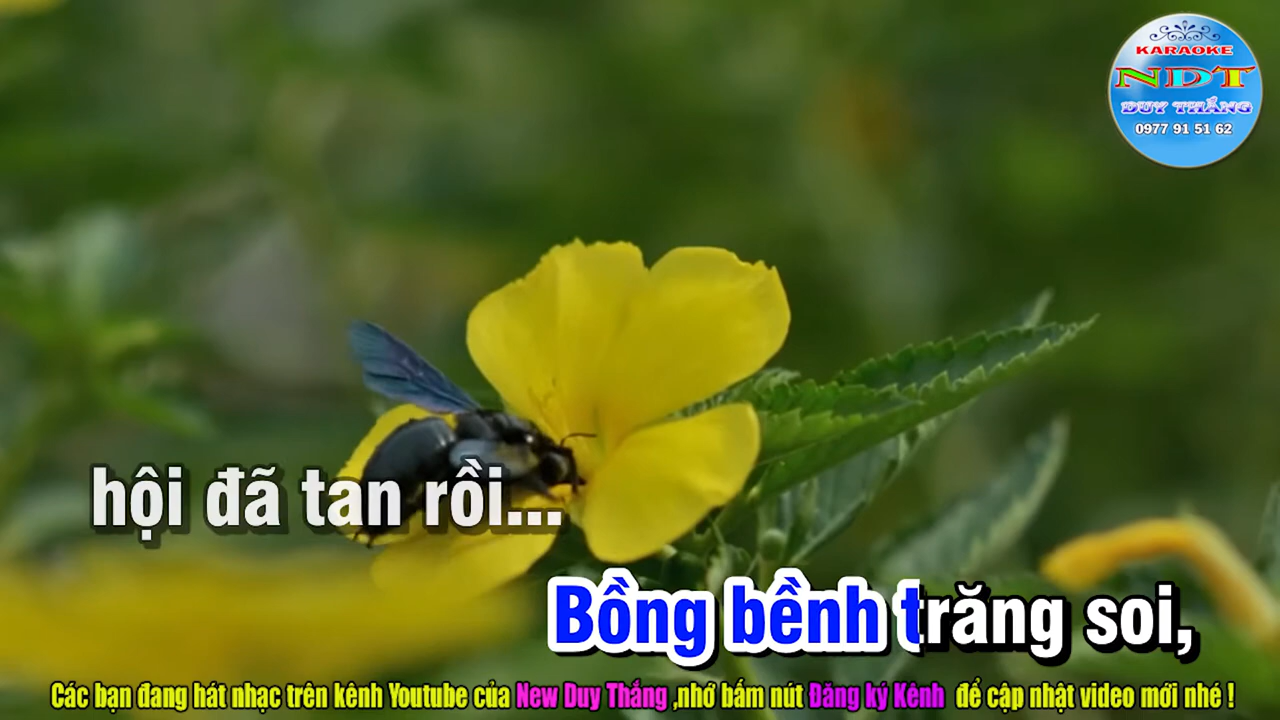 KARAOKE
NDT
DUY THẮNG
0977 91 51 62
hội đã tan rồi...
Bồng bềnh trăng soi,
Các bạn đang hát nhạc trên kênh Youtube của New Duy Thắng ,nhớ bấm nút Đăng ký Kênh để cập nhật video mới nhé !